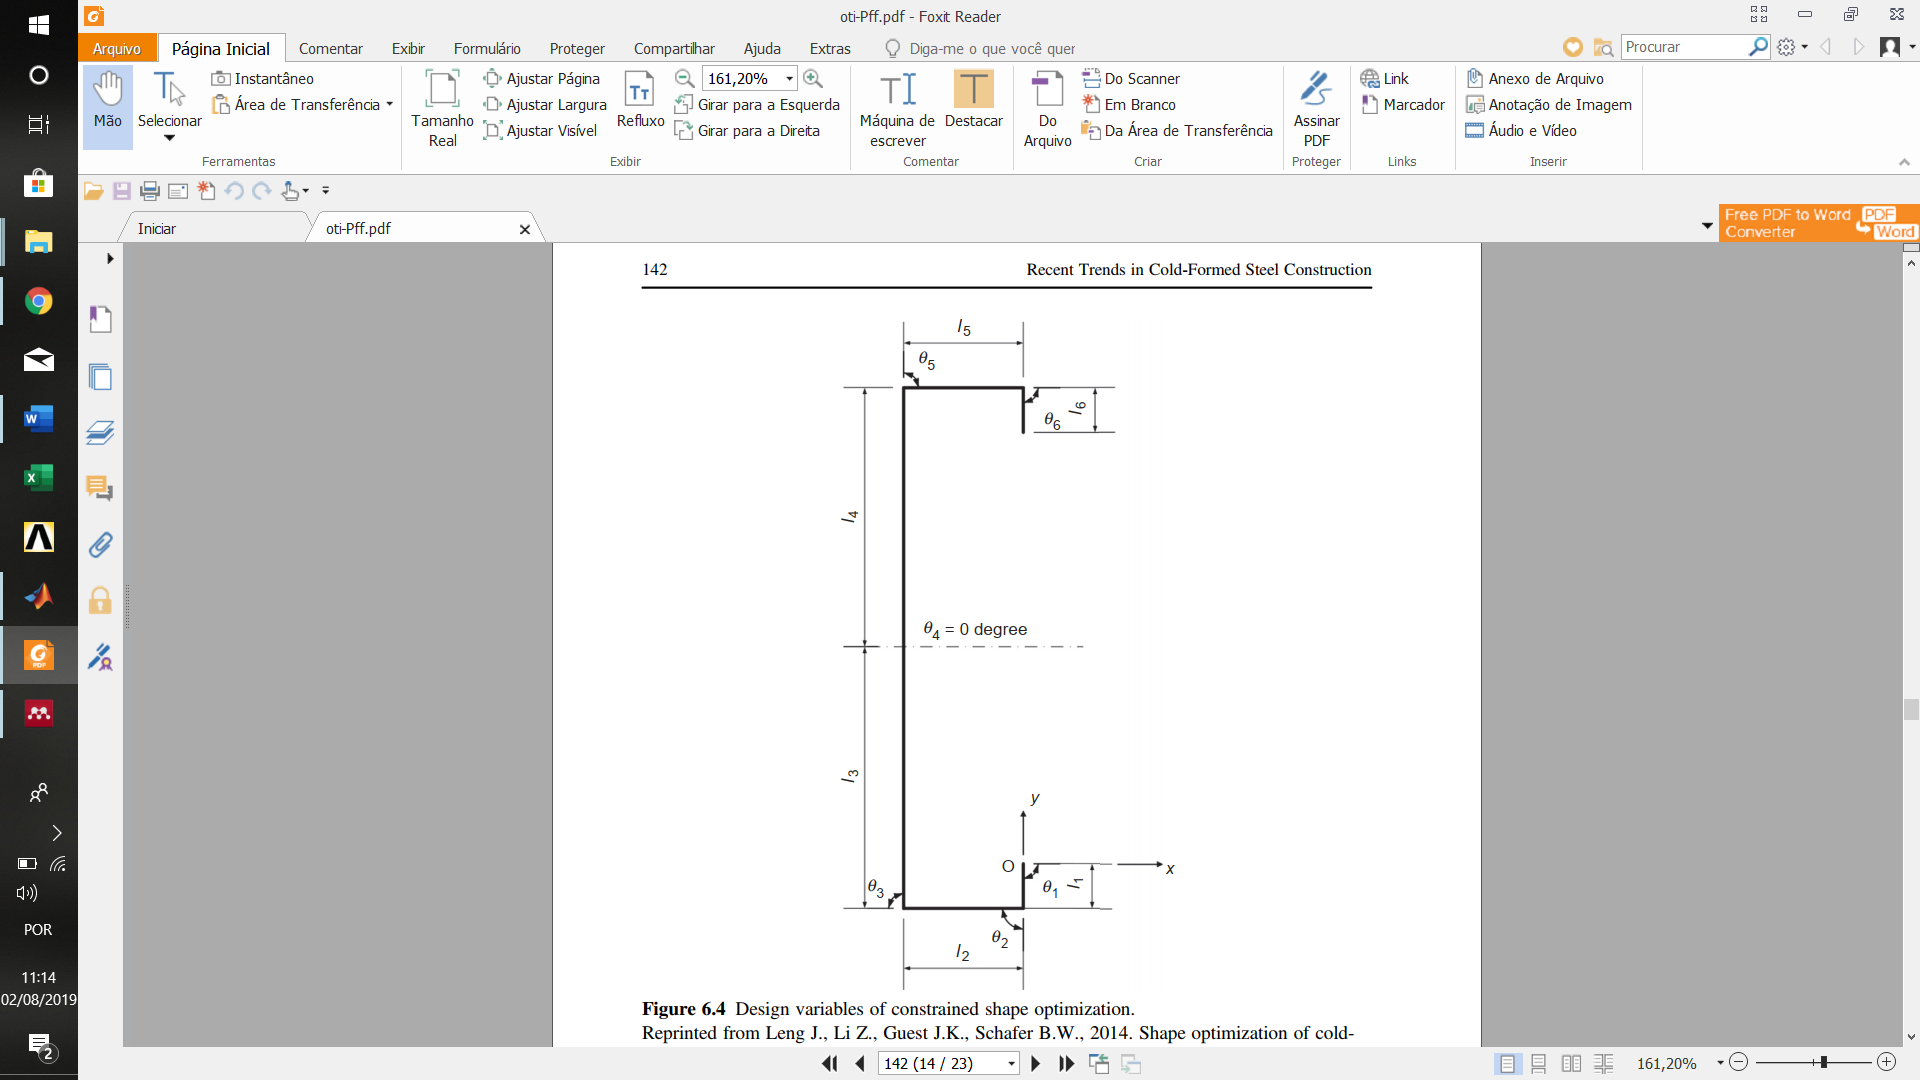 oti-Pff.pdf - Foxit Reader
Arquivo Página Inicial Comentar Exibir Formulário Proteger Compartilhar Ajuda Extras Diga-me o que você quer Procurar
Mão
Selecionar
Instantâneo
Área de Transferência
Ferramentas
Tamanho
Real
Ajustar Página
Ajustar Largura
Ajustar Visível
Refluxo
161,20%
Girar para a Esquerda
Girar para a Direita
Exibir
Máquina de
escrever
Destacar
Comentar
Do
Arquivo
Do Scanner
Em Branco
Da Área de Transferência
Criar
Assinar
PDF
Proteger
Link
Marcador
Links
Anexo de Arquivo
Anotação de Imagem
Áudio e Vídeo
Inserir
Iniciar
oti-Pff.pdf
Free PDF to Word
Converter
PDF
Word
142 Recent Trends in Cold-Formed Steel Construction
l5
θ5
θ6
l6
l4
θ4 = 0 degree
l3
y
O
x
θ3
θ1
l1
θ2
l2
Figure 6.4 Design variables of constrained shape optimization.
Reprinted from Leng J., Li Z., Guest J.K., Schafer B.W., 2014. Shape optimization of cold-
142 (14 / 23)
161,20%
POR
11:14
02/08/2019
2